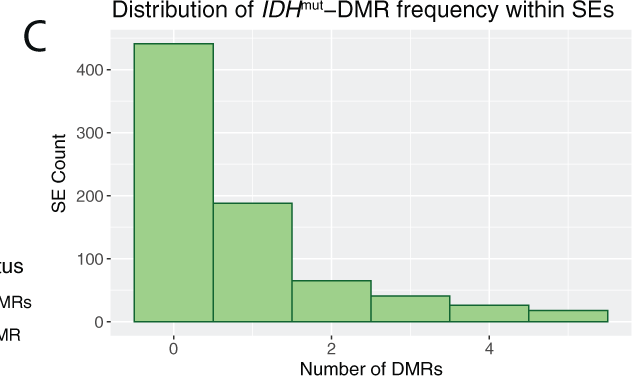 C
Distribution of IDHmut–DMR frequency within SEs
SE Count
400
300
200
100
0
0 2 4
Number of DMRs
tus
MRs
MR